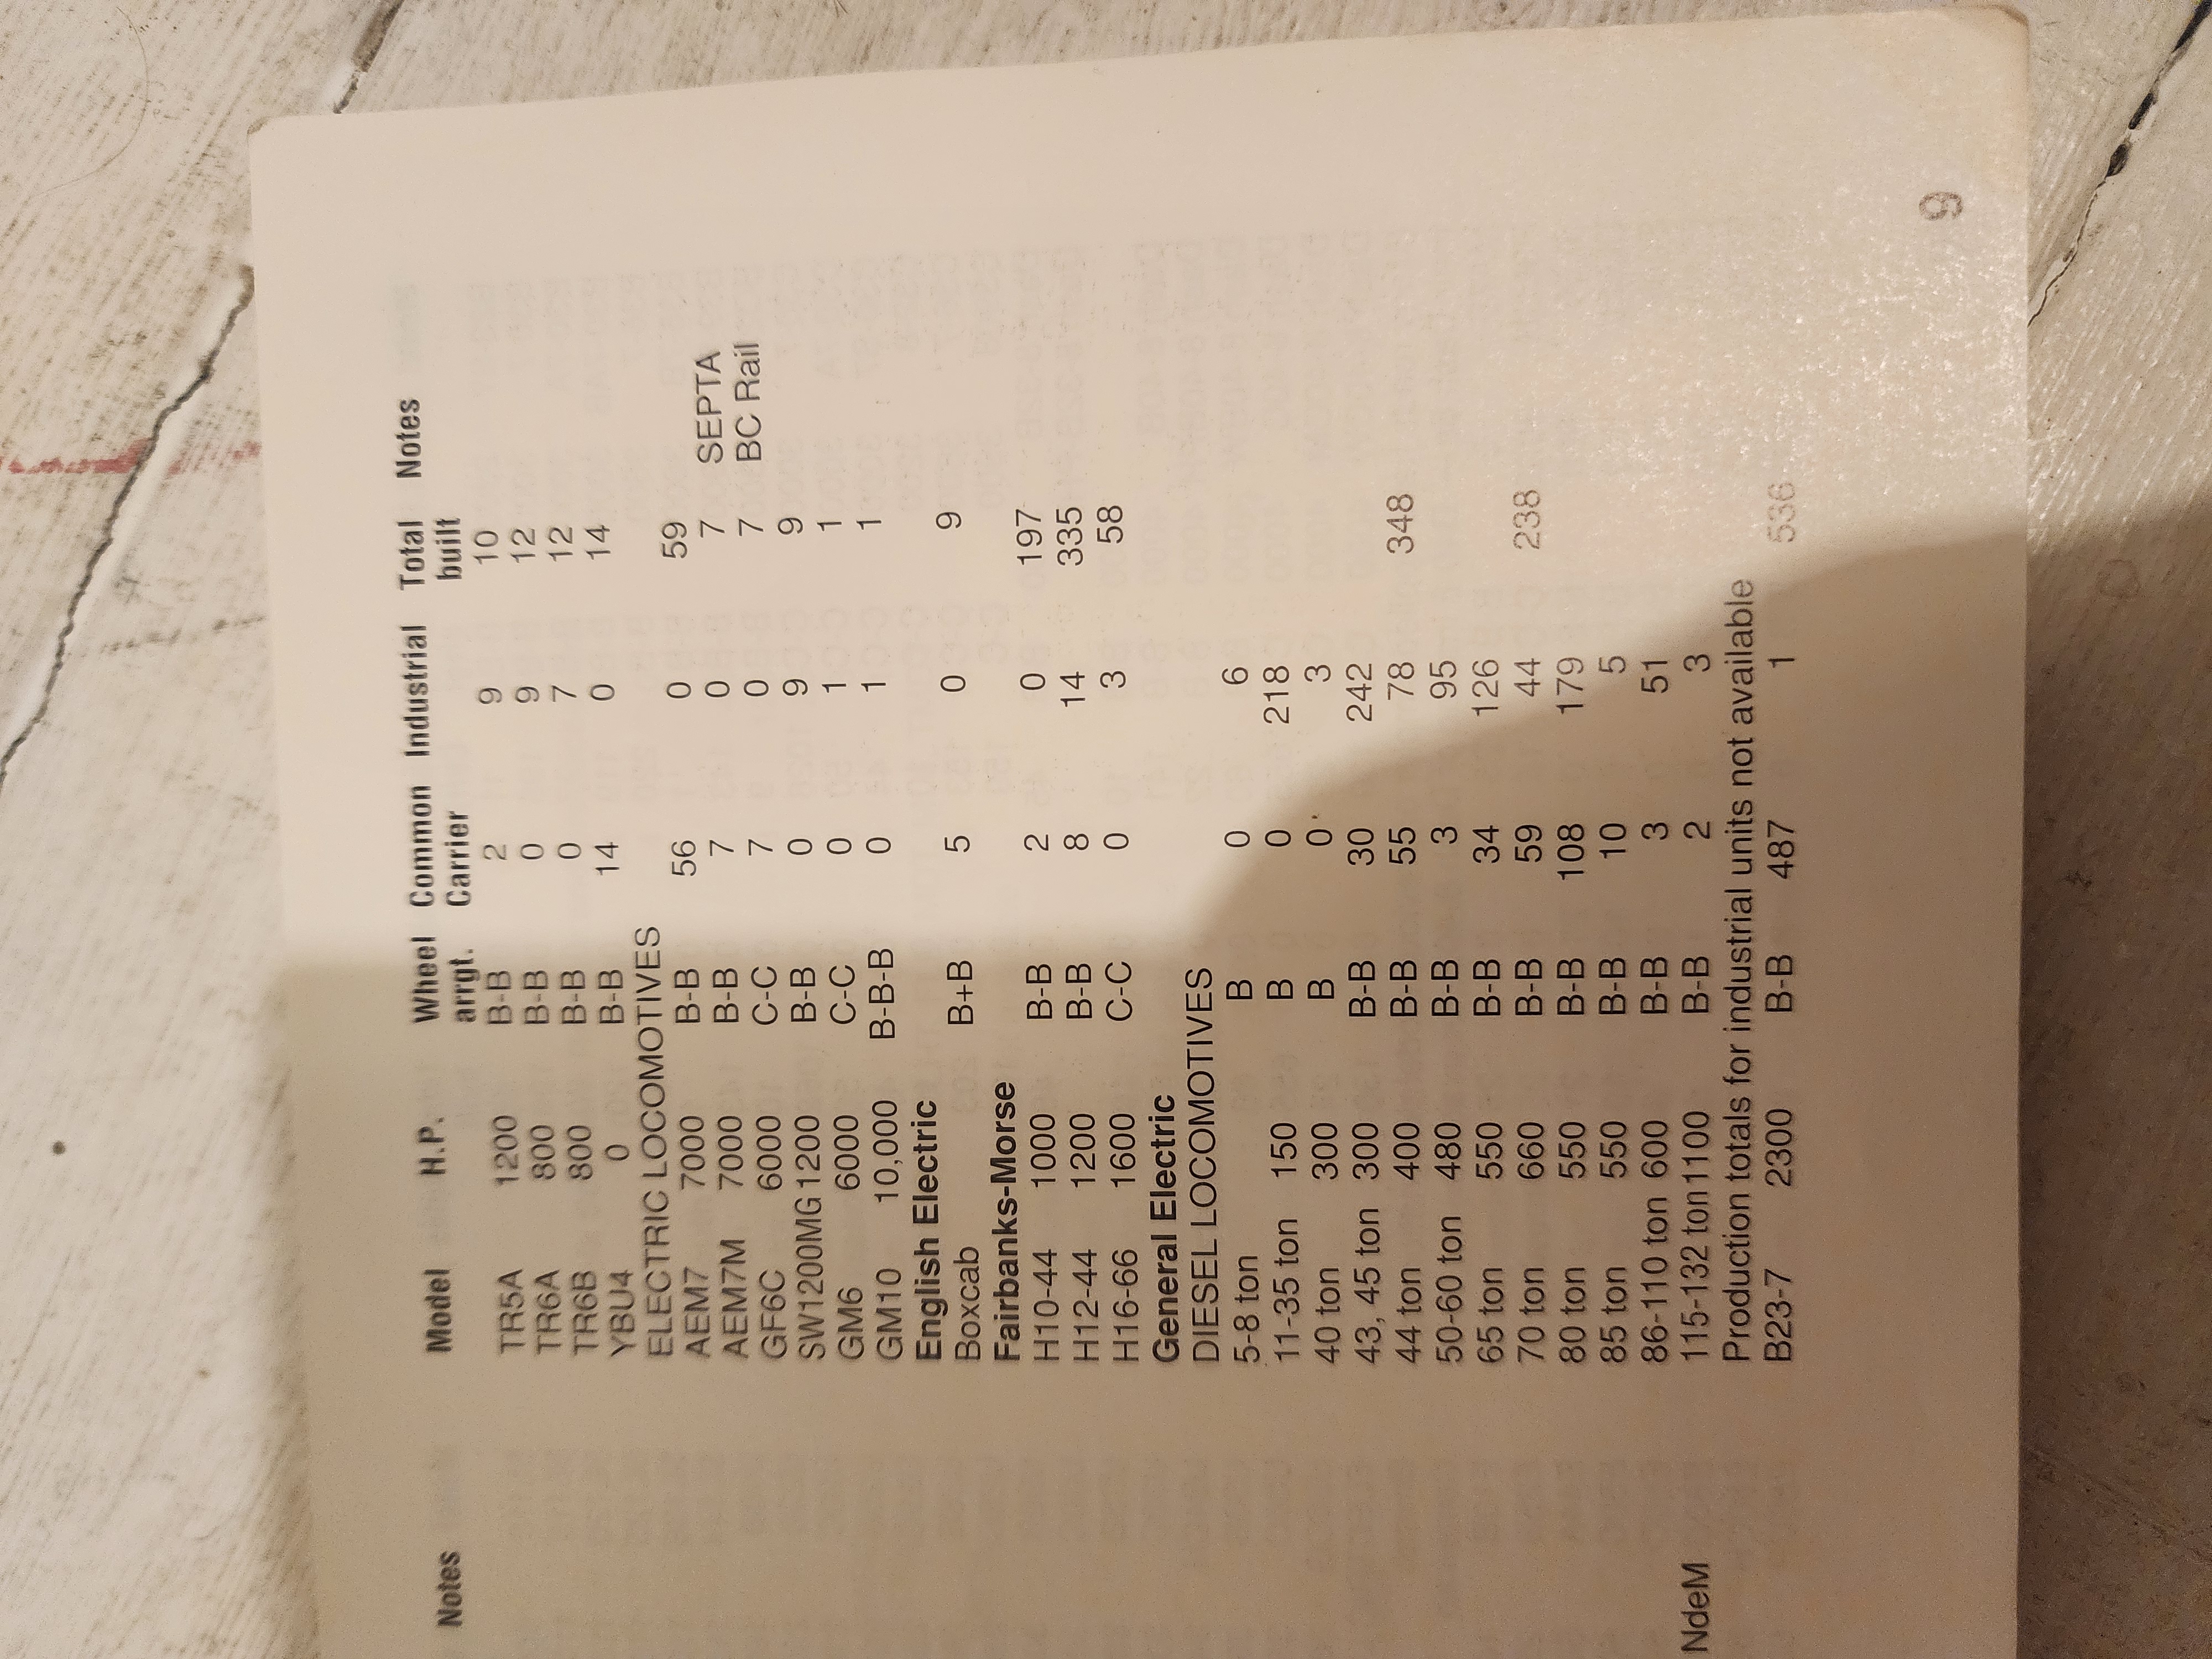 Notes
NdeM
Model H.P. Wheel Common Industrial Total Notes
arrgt. Carrier built
TR5A 1200 B-B 2 9 10
TR6A 800 B-B 0 9 12
TR6B 800 B-B 0 7 12
YBU4 0 B-B 14 0 14
ELECTRIC LOCOMOTIVES
AEM7 7000 B-B 56 0 59
AEM7M 7000 B-B 7 0 7 SEPTA
GF6C 6000 C-C 7 0 7 BC Rail
SW1200MG 1200 B-B 0 9 9
GM6 6000 C-C 0 1 1
GM10 10,000 B-B-B 0 1 1
English Electric
Boxcab B+B 5 0 9
Fairbanks-Morse
H10-44 1000 B-B 2 0 197
H12-44 1200 B-B 8 14 335
H16-66 1600 C-C 0 3 58
General Electric
DIESEL LOCOMOTIVES
5-8 ton B 0 6
11-35 ton 150 B 0 218
40 ton 300 B 0 3
43, 45 ton 300 B-B 30 242
44 ton 400 B-B 55 78 348
50-60 ton 480 B-B 3 95
65 ton 550 B-B 34 126
70 ton 660 B-B 59 44 238
80 ton 550 B-B 108 179
85 ton 550 B-B 10 5
86-110 ton 600 B-B 3 51
115-132 ton 1100 B-B 2 3
Production totals for industrial units not available
B23-7 2300 B-B 487 1 536
9